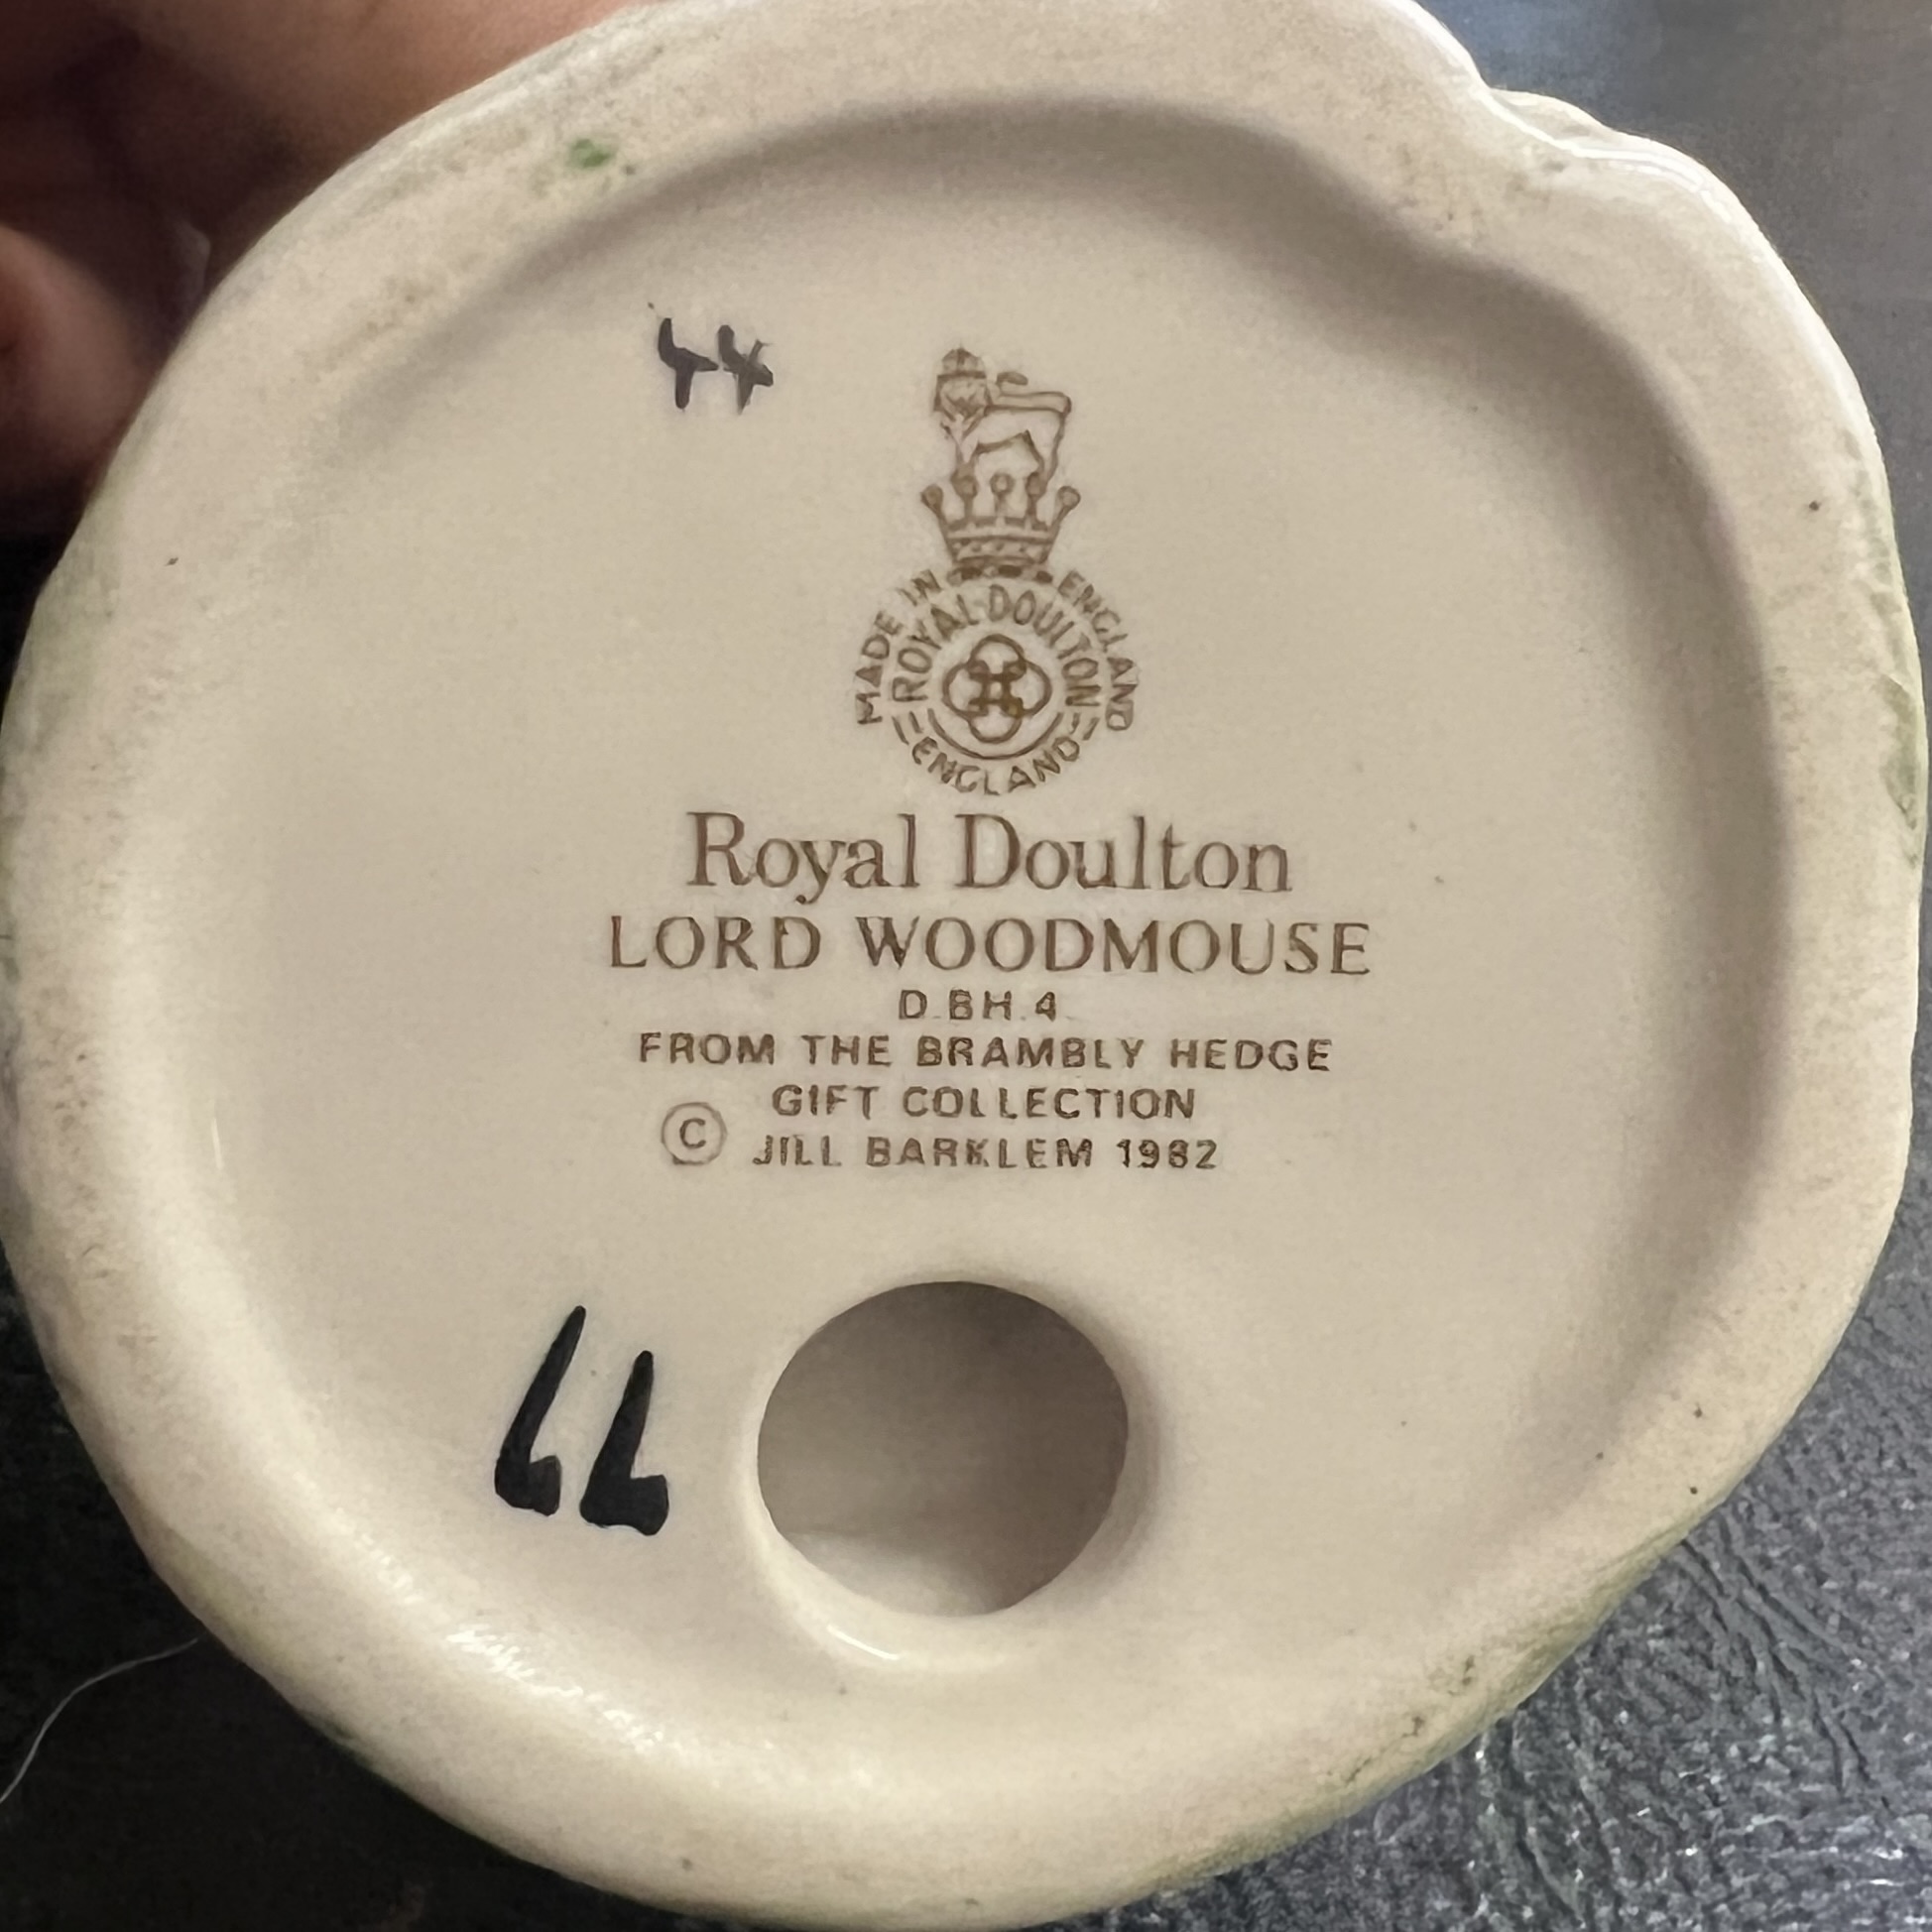 44
MADE IN ENGLAND
ROYAL DOULTON
ENGLAND
Royal Doulton
LORD WOODMOUSE
D.BH.4
FROM THE BRAMBLY HEDGE
GIFT COLLECTION
© JILL BARKLEM 1982